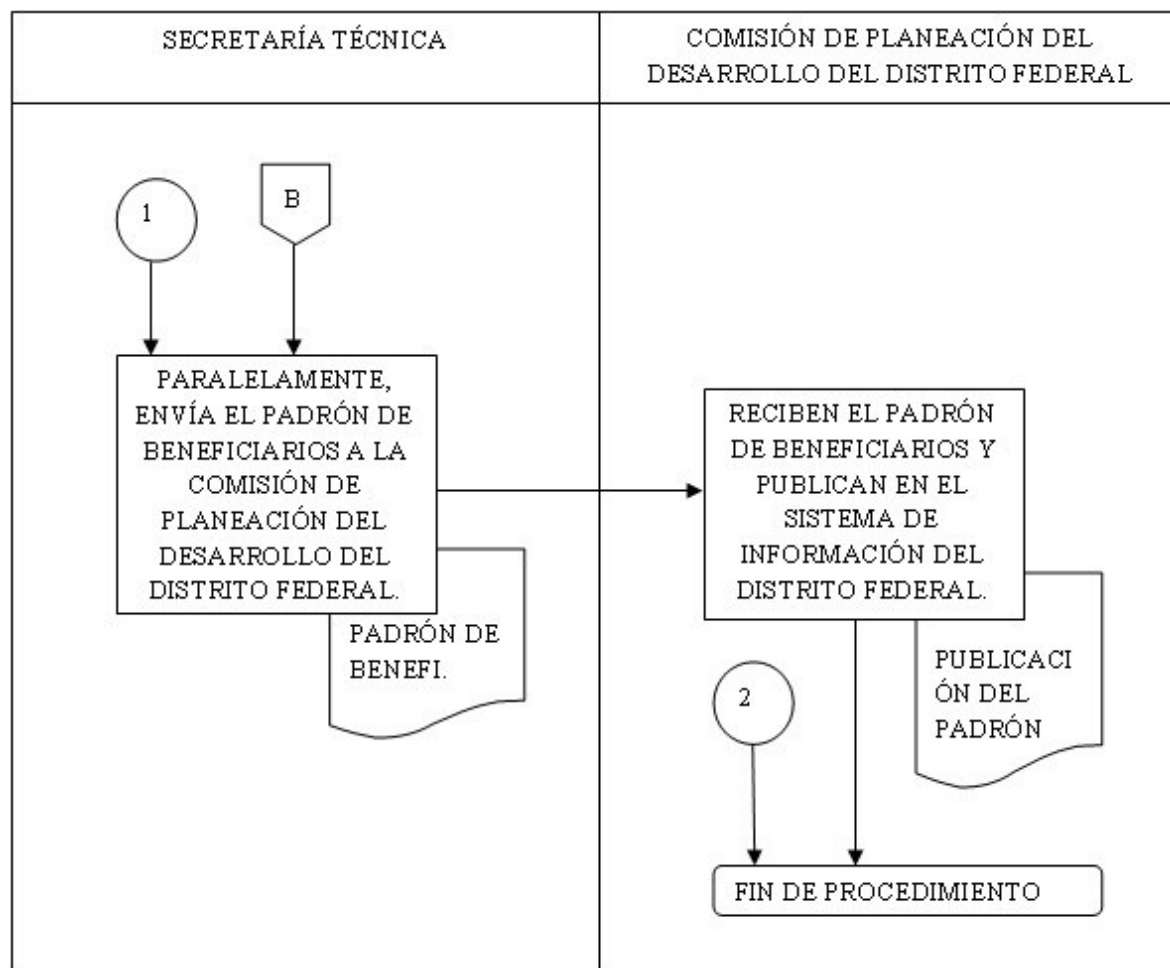 SECRETARÍA TÉCNICA
COMISIÓN DE PLANEACIÓN DEL
DESARROLLO DEL DISTRITO FEDERAL
1
B
PARALELAMENTE,
ENVÍA EL PADRÓN DE
BENEFICIARIOS A LA
COMISIÓN DE
PLANEACIÓN DEL
DESARROLLO DEL
DISTRITO FEDERAL.
PADRÓN DE
BENEFI.
RECIBEN EL PADRÓN
DE BENEFICIARIOS Y
PUBLICAN EN EL
SISTEMA DE
INFORMACIÓN DEL
DISTRITO FEDERAL.
PUBLICACI
ÓN DEL
PADRÓN
2
FIN DE PROCEDIMIENTO